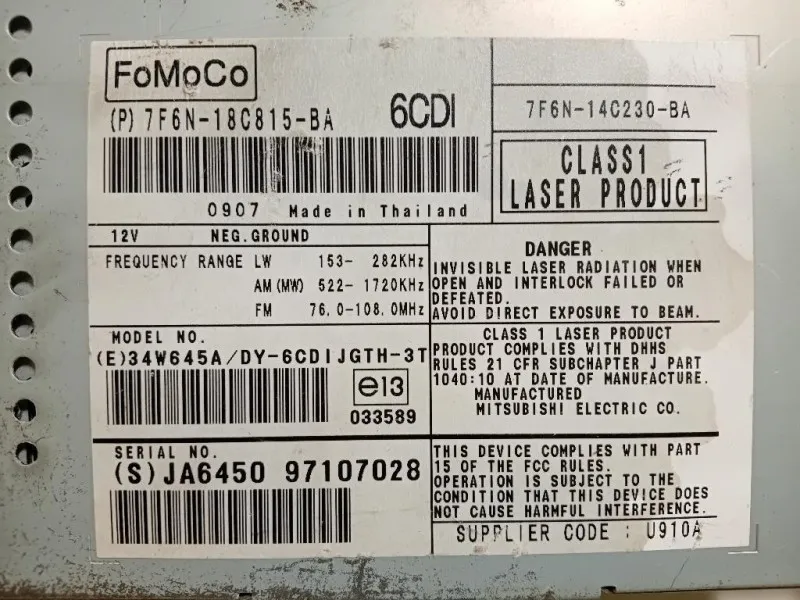 FoMoCo
(P) 7F6N-18C815-BA
6CDI
7F6N-14C230-BA
CLASS1
LASER PRODUCT
0907 Made in Thailand
12V NEG.GROUND
FREQUENCY RANGE LW 153- 282KHz
AM (MW) 522- 1720KHz
FM 76.0-108.0MHz
DANGER
INVISIBLE LASER RADIATION WHEN
OPEN AND INTERLOCK FAILED OR
DEFEATED.
AVOID DIRECT EXPOSURE TO BEAM.
MODEL NO.
(E)34W645A/DY-6CDIJGTH-3T
e13
033589
CLASS 1 LASER PRODUCT
PRODUCT COMPLIES WITH DHHS
RULES 21 CFR SUBCHAPTER J PART
1040:10 AT DATE OF MANUFACTURE.
MANUFACTURED
MITSUBISHI ELECTRIC CO.
SERIAL NO.
(S)JA6450 97107028
THIS DEVICE COMPLIES WITH PART
15 OF THE FCC RULES.
OPERATION IS SUBJECT TO THE
CONDITION THAT THIS DEVICE DOES
NOT CAUSE HARMFUL INTERFERENCE.
SUPPLIER CODE : U910A